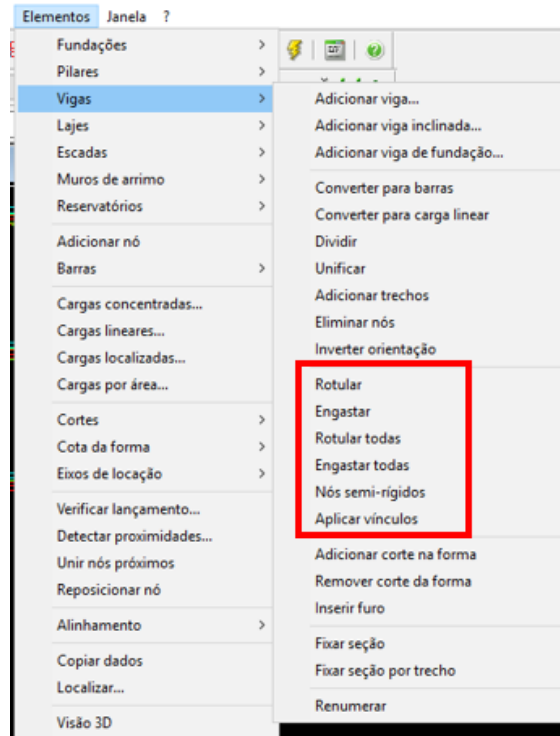 Elementos Janela ?
Fundações
Pilares
Vigas
Lajes
Escadas
Muros de arrimo
Reservatórios
Adicionar nó
Barras
Cargas concentradas...
Cargas lineares...
Cargas localizadas...
Cargas por área...
Cortes
Cota da forma
Eixos de locação
Verificar lançamento...
Detectar proximidades...
Unir nós próximos
Reposicionar nó
Alinhamento
Copiar dados
Localizar...
Visão 3D
Adicionar viga...
Adicionar viga inclinada...
Adicionar viga de fundação...
Converter para barras
Converter para carga linear
Dividir
Unificar
Adicionar trechos
Eliminar nós
Inverter orientação
Rotular
Engastar
Rotular todas
Engastar todas
Nós semi-rígidos
Aplicar vínculos
Adicionar corte na forma
Remover corte da forma
Inserir furo
Fixar seção
Fixar seção por trecho
Renumerar